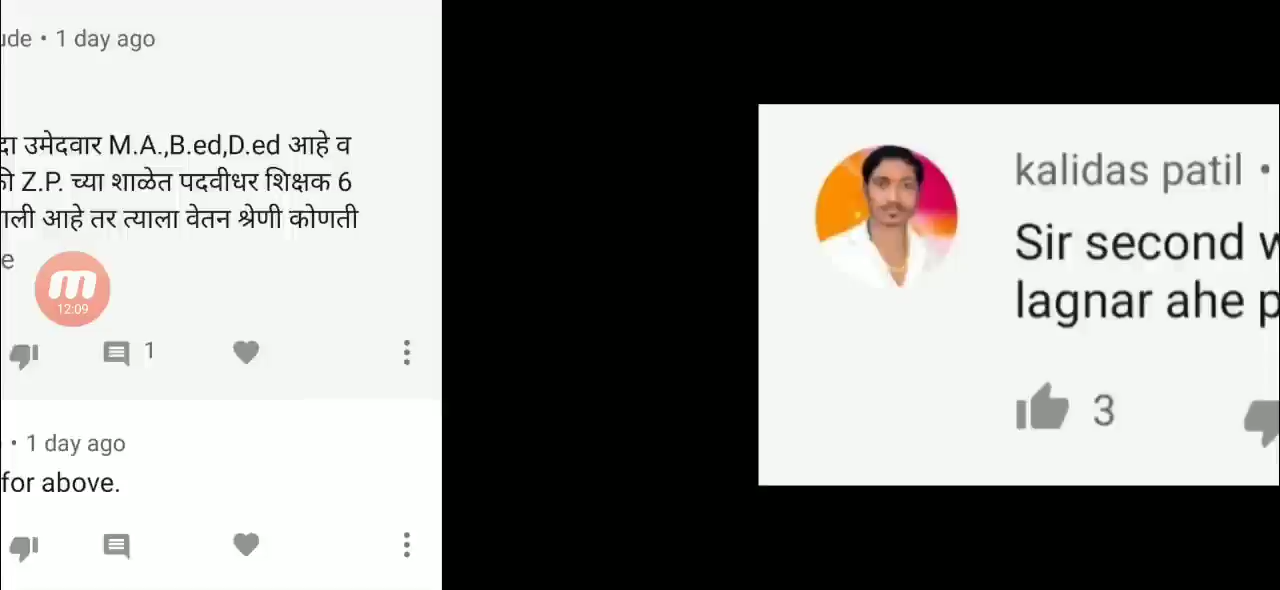 • 1 day ago
उमेदवार M.A.,B.ed,D.ed आहे व
Z.P. च्या शाळेत पदवीधर शिक्षक 6
आहे तर त्याला वेतन श्रेणी कोणती
12:09
1
• 1 day ago
for above.
kalidas patil •
Sir second
lagnar ahe
3